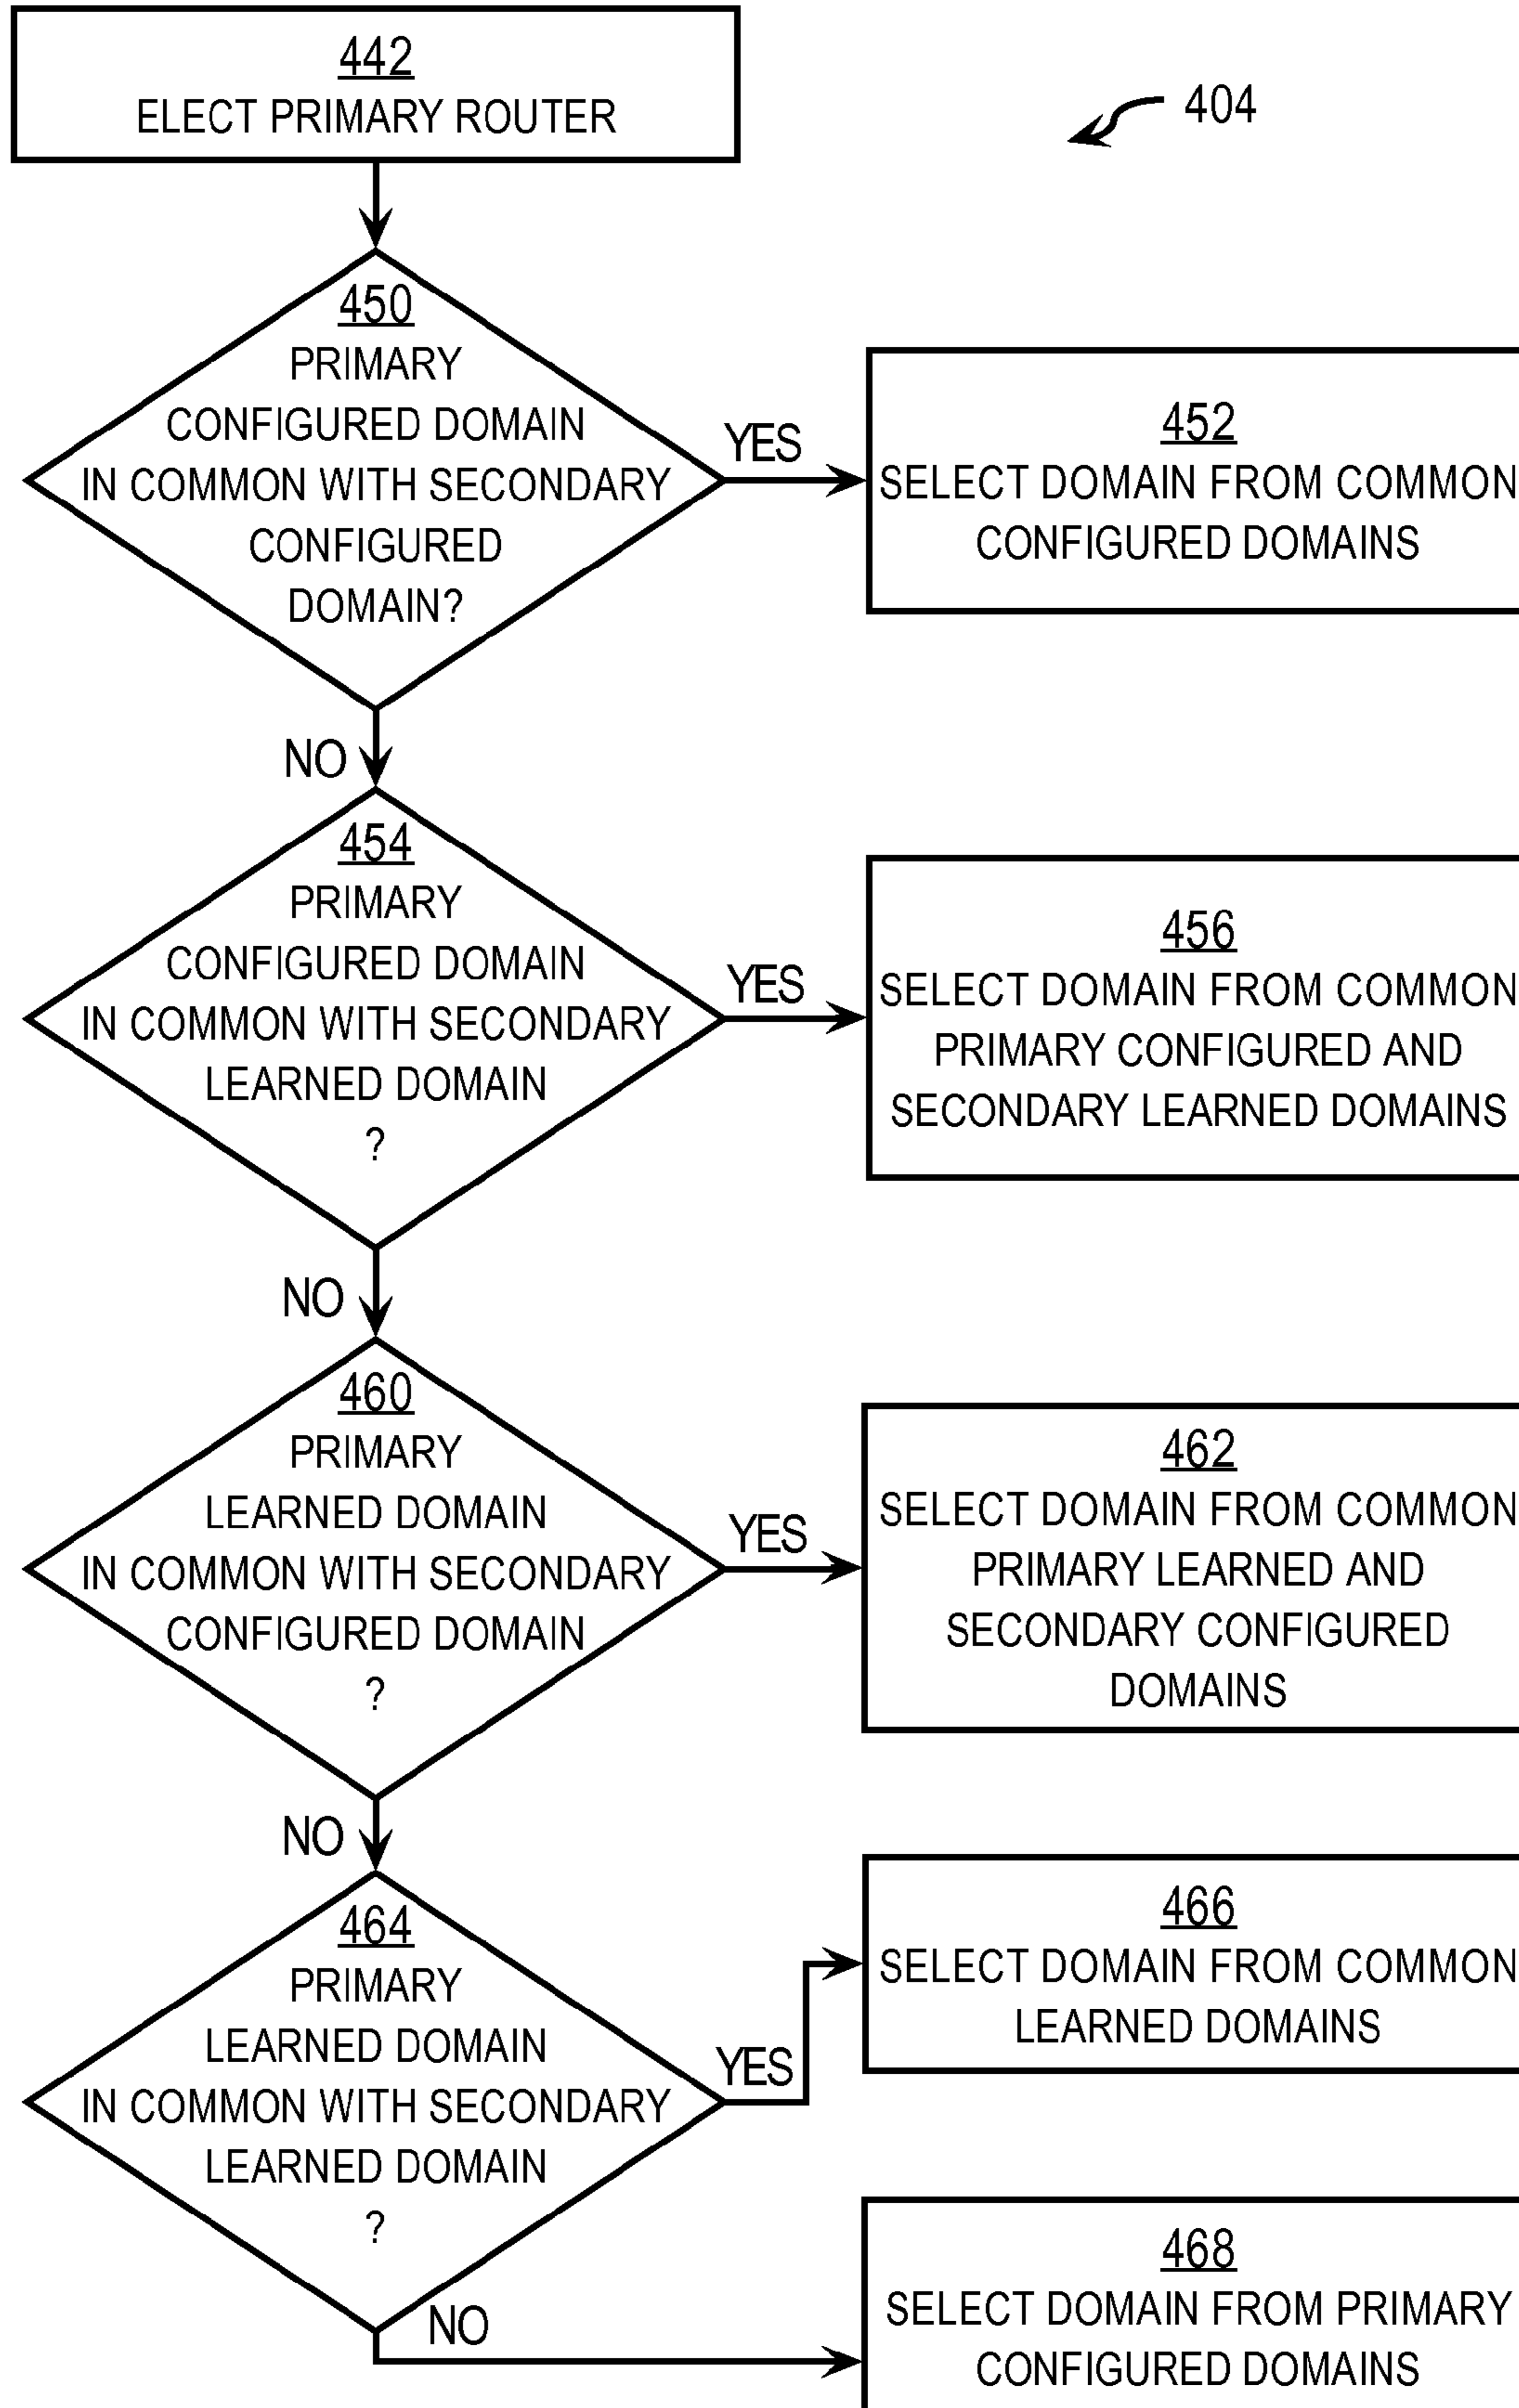 442
ELECT PRIMARY ROUTER
404
450
PRIMARY
CONFIGURED DOMAIN
IN COMMON WITH SECONDARY
CONFIGURED
DOMAIN?
YES
452
SELECT DOMAIN FROM COMMON
CONFIGURED DOMAINS
NO
454
PRIMARY
CONFIGURED DOMAIN
IN COMMON WITH SECONDARY
LEARNED DOMAIN
?
YES
456
SELECT DOMAIN FROM COMMON
PRIMARY CONFIGURED AND
SECONDARY LEARNED DOMAINS
NO
460
PRIMARY
LEARNED DOMAIN
IN COMMON WITH SECONDARY
CONFIGURED DOMAIN
?
YES
462
SELECT DOMAIN FROM COMMON
PRIMARY LEARNED AND
SECONDARY CONFIGURED
DOMAINS
NO
464
PRIMARY
LEARNED DOMAIN
IN COMMON WITH SECONDARY
LEARNED DOMAIN
?
YES
466
SELECT DOMAIN FROM COMMON
LEARNED DOMAINS
NO
468
SELECT DOMAIN FROM PRIMARY
CONFIGURED DOMAINS